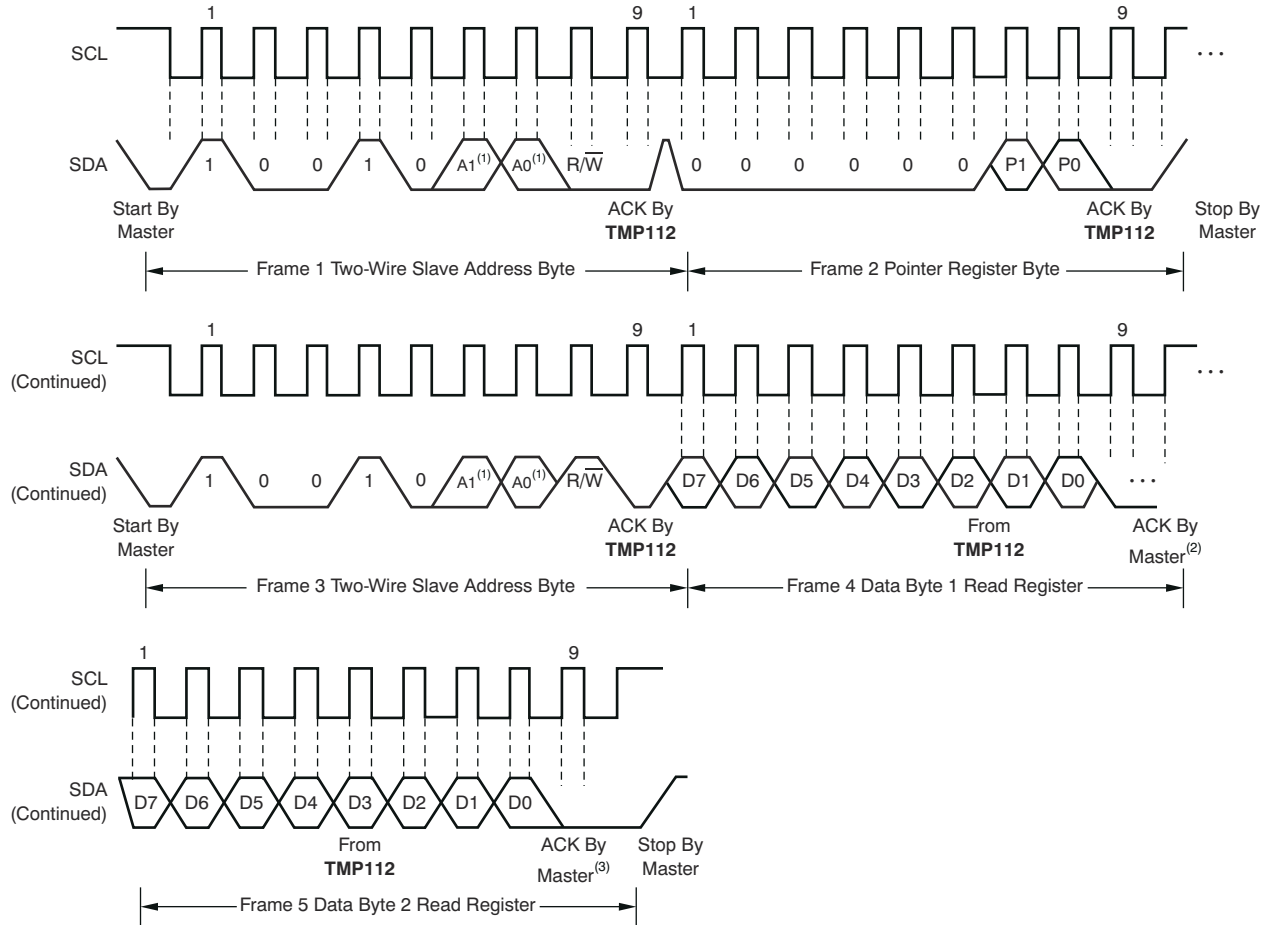 1 9 1 9
SCL
...
SDA
1 0 0 1 0 A1(1) A0(1) R/W̅ 0 0 0 0 0 0 P1 P0
Start By
Master
ACK By
TMP112
ACK By
TMP112
Stop By
Master
Frame 1 Two-Wire Slave Address Byte
Frame 2 Pointer Register Byte
1 9 1 9
SCL
(Continued)
...
SDA
(Continued)
1 0 0 1 0 A1(1) A0(1) R/W̅ D7 D6 D5 D4 D3 D2 D1 D0 ...
Start By
Master
ACK By
TMP112
From
TMP112
ACK By
Master(2)
Frame 3 Two-Wire Slave Address Byte
Frame 4 Data Byte 1 Read Register
1 9
SCL
(Continued)
SDA
(Continued)
D7 D6 D5 D4 D3 D2 D1 D0
From
TMP112
ACK By
Master(3)
Stop By
Master
Frame 5 Data Byte 2 Read Register